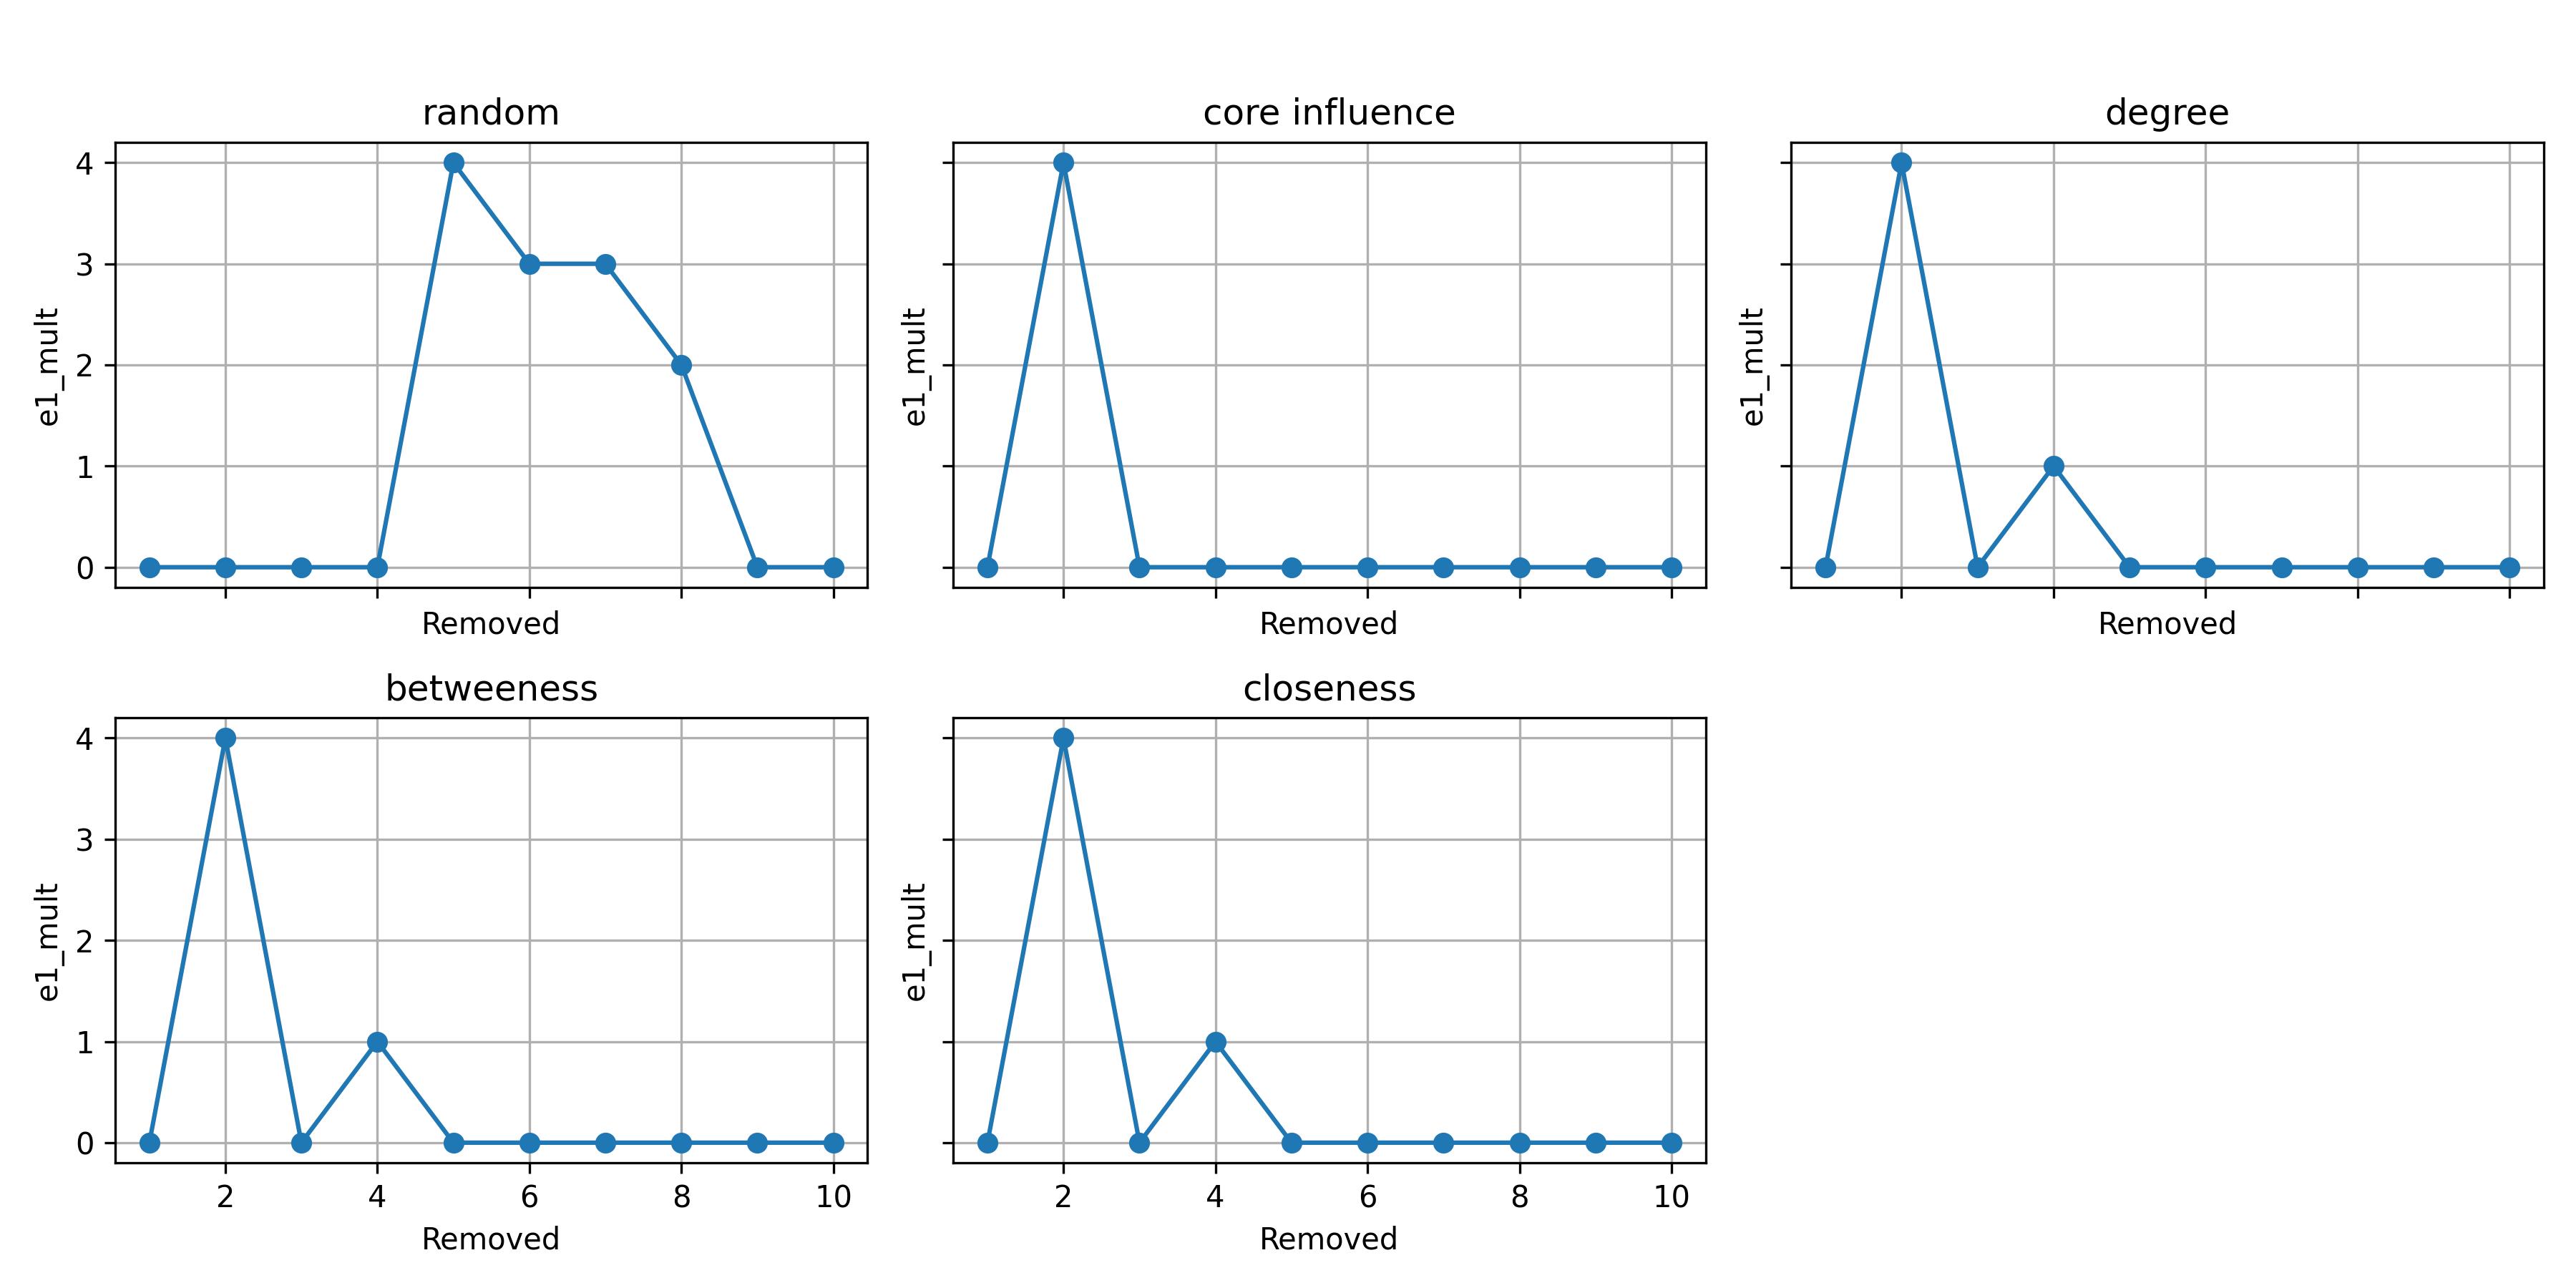 random
core influence
degree
e1_mult
4
3
2
1
0
Removed
e1_mult
Removed
e1_mult
Removed
betweeness
closeness
e1_mult
4
3
2
1
0
2 4 6 8 10
Removed
e1_mult
2 4 6 8 10
Removed